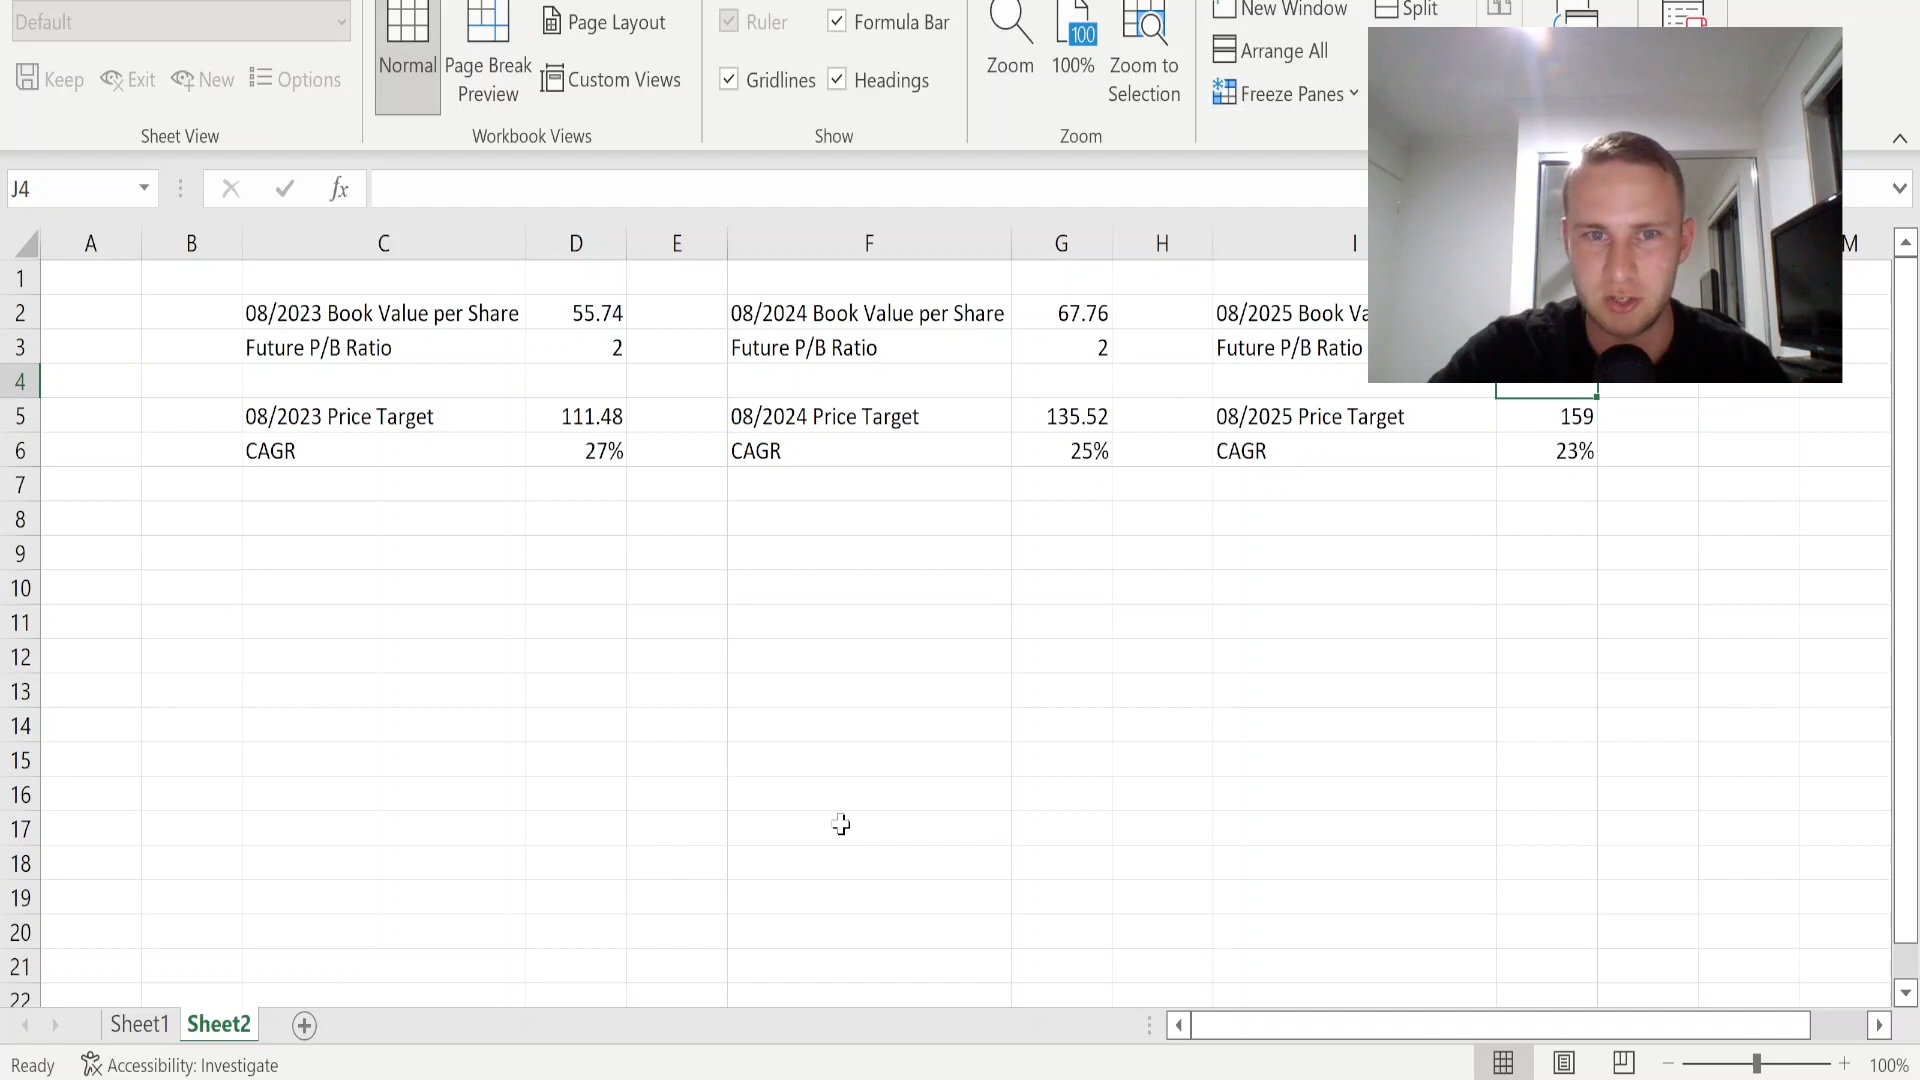 Default
Keep Exit New Options
Sheet View
Normal
Page Break Preview
Page Layout
Custom Views
Workbook Views
Ruler Formula Bar
Gridlines Headings
Show
Zoom
100
100%
Zoom to Selection
Zoom
New Window
Arrange All
Freeze Panes
Split
J4 fx
A B C D E F G H I M
1
2 08/2023 Book Value per Share 55.74 08/2024 Book Value per Share 67.76 08/2025 Book Va
3 Future P/B Ratio 2 Future P/B Ratio 2 Future P/B Ratio
4
5 08/2023 Price Target 111.48 08/2024 Price Target 135.52 08/2025 Price Target 159
6 CAGR 27% CAGR 25% CAGR 23%
7
8
9
10
11
12
13
14
15
16
17
18
19
20
21
22
Sheet1 Sheet2
Ready Accessibility: Investigate 100%